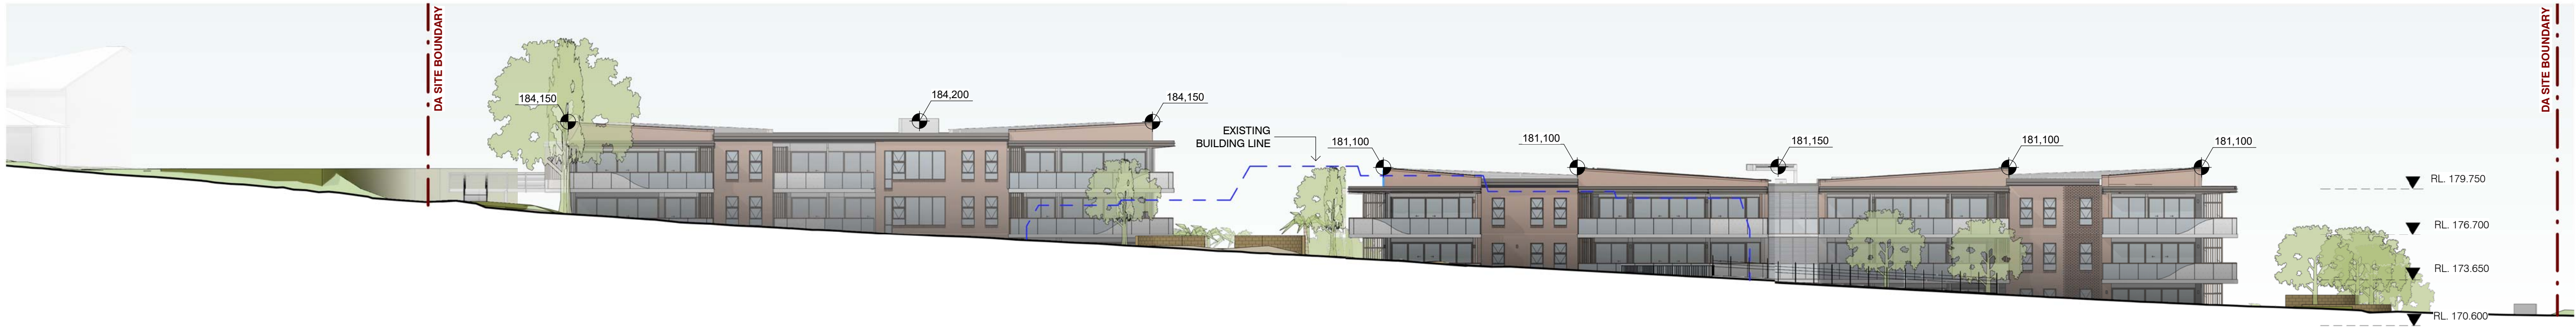 DA SITE BOUNDARY
184,150
184,200
184,150
EXISTING
BUILDING LINE
181,100
181,100
181,150
181,100
181,100
DA SITE BOUNDARY
RL. 179.750
RL. 176.700
RL. 173.650
RL. 170.600